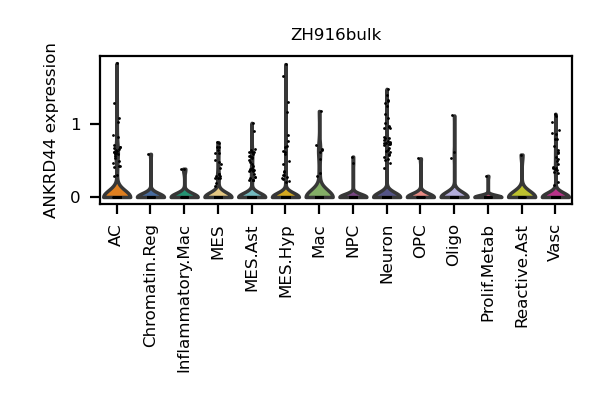 ZH916bulk
ANKRD44 expression
1
0
AC
Chromatin.Reg
Inflammatory.Mac
MES
MES.Ast
MES.Hyp
Mac
NPC
Neuron
OPC
Oligo
Prolif.Metab
Reactive.Ast
Vasc